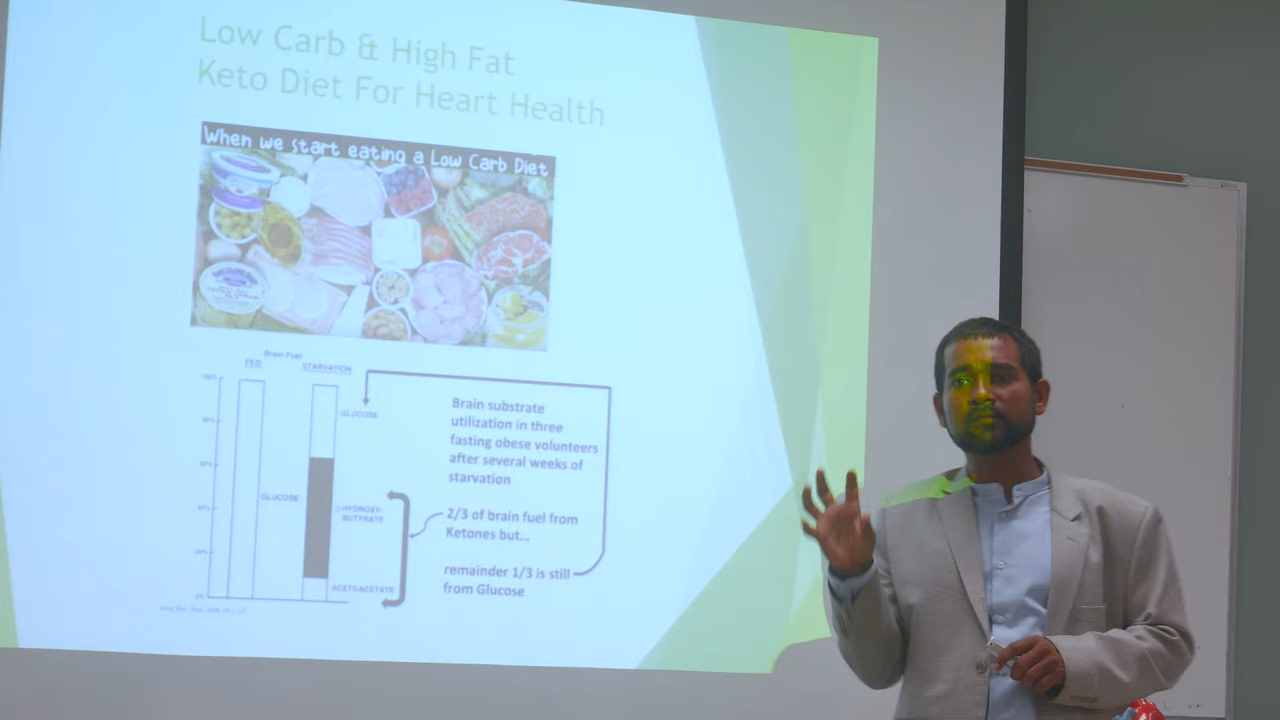 Low Carb & High Fat
Keto Diet For Heart Health
When we start eating a Low Carb Diet
Brain Fuel
FED
STARVATION
GLUCOSE
GLUCOSE
β-HYDROXY-
BUTYRATE
ACETOACETATE
Brain substrate
utilization in three
fasting obese volunteers
after several weeks of
starvation
2/3 of brain fuel from
Ketones but...
remainder 1/3 is still
from Glucose